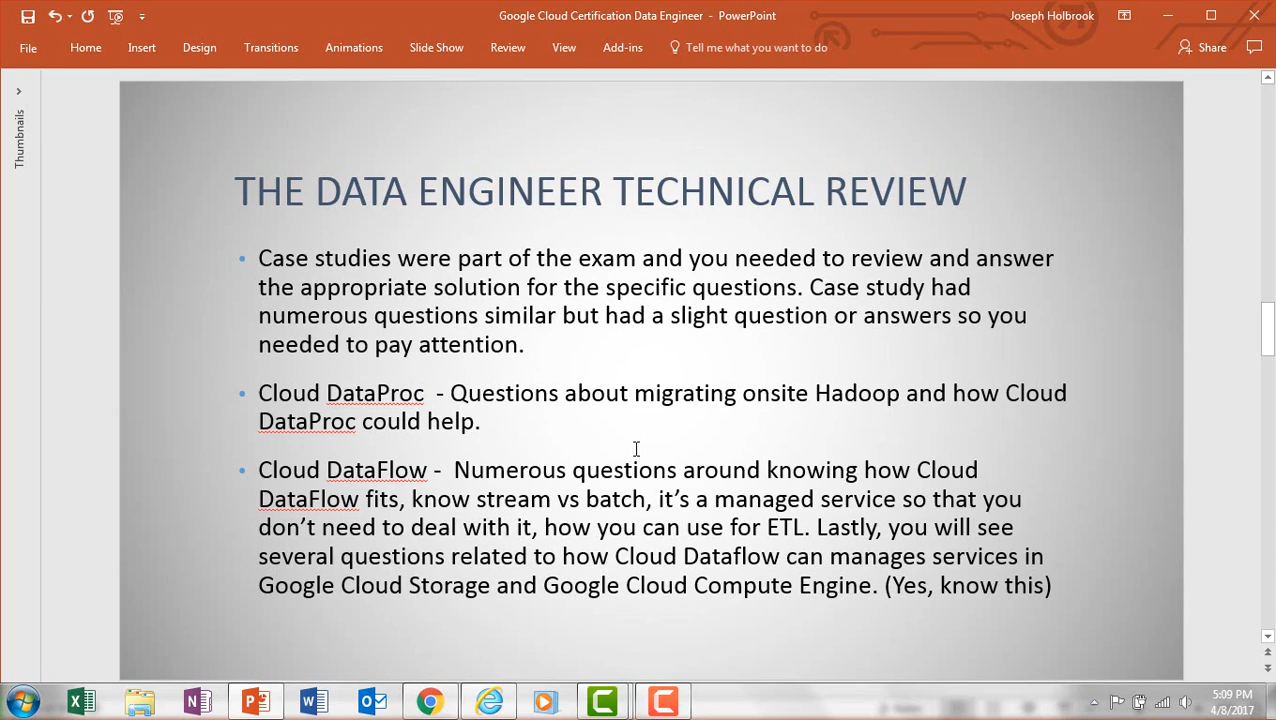 Google Cloud Certification Data Engineer - PowerPoint
Joseph Holbrook
File Home Insert Design Transitions Animations Slide Show Review View Add-ins Tell me what you want to do Share
Thumbnails
THE DATA ENGINEER TECHNICAL REVIEW
• Case studies were part of the exam and you needed to review and answer
the appropriate solution for the specific questions. Case study had
numerous questions similar but had a slight question or answers so you
needed to pay attention.
• Cloud DataProc - Questions about migrating onsite Hadoop and how Cloud
DataProc could help.
• Cloud DataFlow - Numerous questions around knowing how Cloud
DataFlow fits, know stream vs batch, it’s a managed service so that you
don’t need to deal with it, how you can use for ETL. Lastly, you will see
several questions related to how Cloud Dataflow can manages services in
Google Cloud Storage and Google Cloud Compute Engine. (Yes, know this)
5:09 PM
4/8/2017